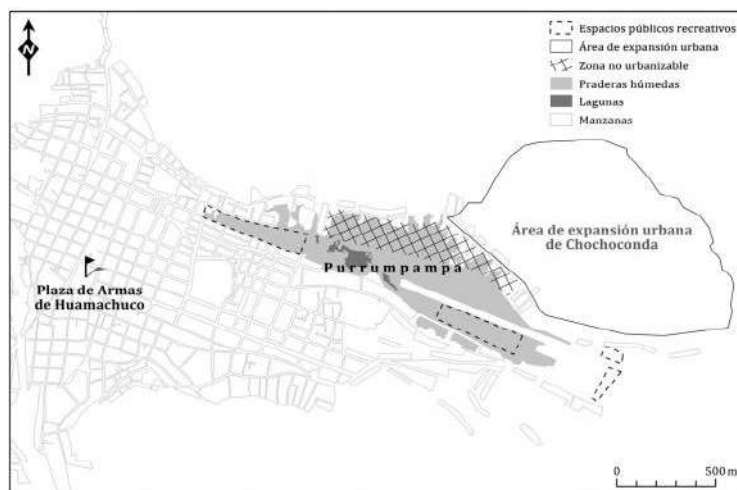 N
Espacios públicos recreativos
Área de expansión urbana
Zona no urbanizable
Praderas húmedas
Lagunas
Manzanas
Área de expansión urbana
de Chochoconda
Purrumpampa
Plaza de Armas
de Huamachuco
0 500 m